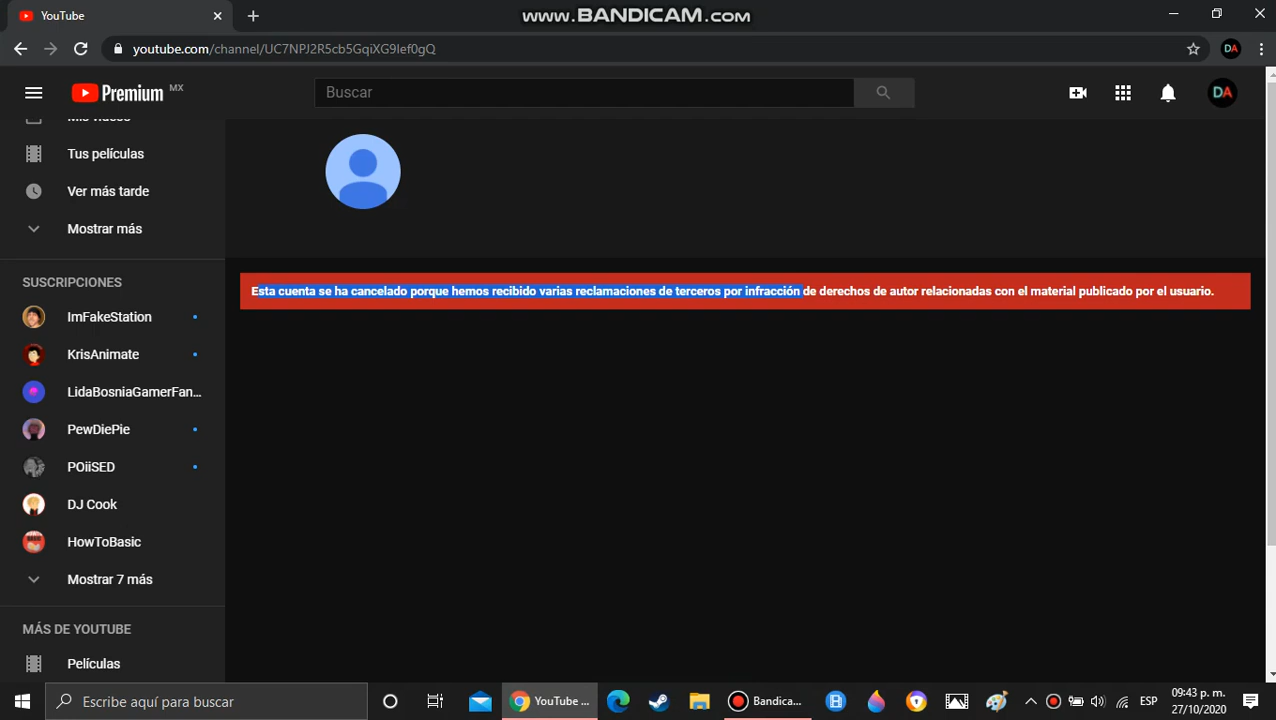 YouTube
www.BANDICAM.com
youtube.com/channel/UC7NPJ2R5cb5GqiXG9lef0gQ
DA
Premium MX
Buscar
DA
Mis videos
Tus películas
Ver más tarde
Mostrar más
SUSCRIPCIONES
ImFakeStation
KrisAnimate
LidaBosniaGamerFan...
PewDiePie
POiiSED
DJ Cook
HowToBasic
Mostrar 7 más
MÁS DE YOUTUBE
Películas
Esta cuenta se ha cancelado porque hemos recibido varias reclamaciones de terceros por infracción de derechos de autor relacionadas con el material publicado por el usuario.
Escribe aquí para buscar
YouTube ...
Bandica...
ESP
09:43 p. m.
27/10/2020